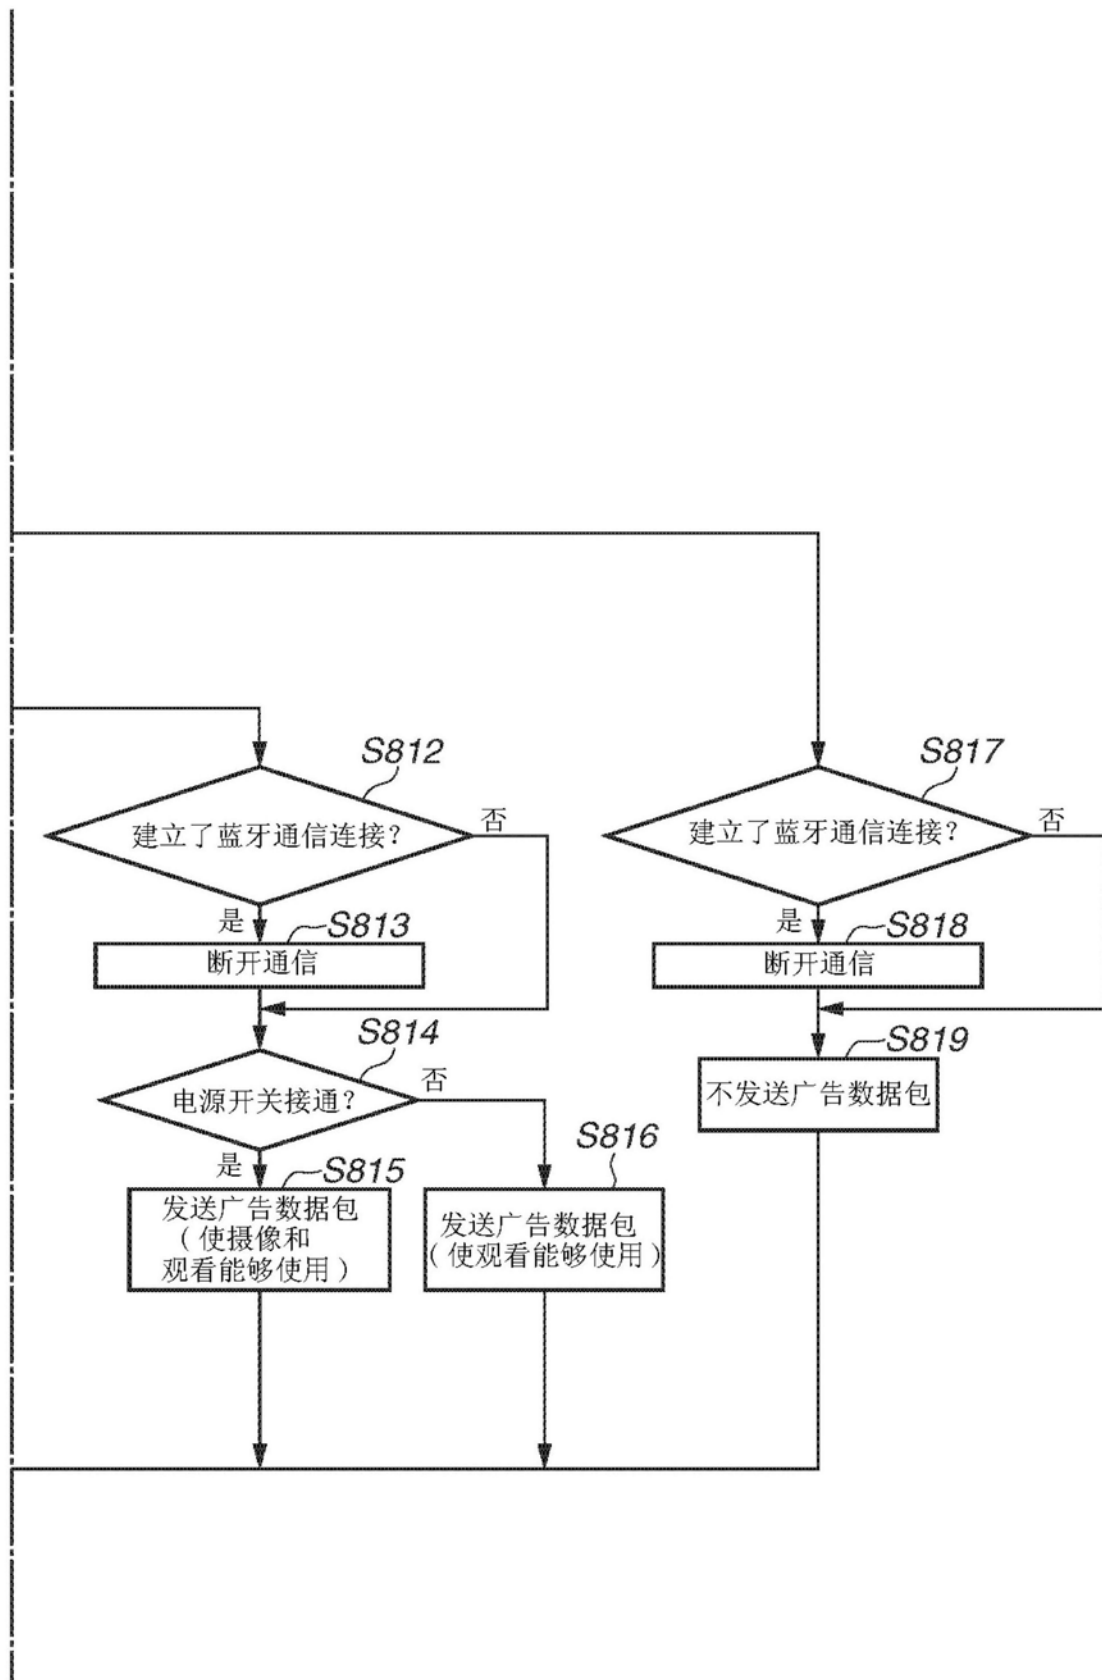 S812
建立了蓝牙通信连接?
否
是
S813
断开通信
S814
电源开关接通?
否
是
S815
发送广告数据包
(使摄像和
观看能够使用)
S816
发送广告数据包
(使观看能够使用)
S817
建立了蓝牙通信连接?
否
是
S818
断开通信
S819
不发送广告数据包